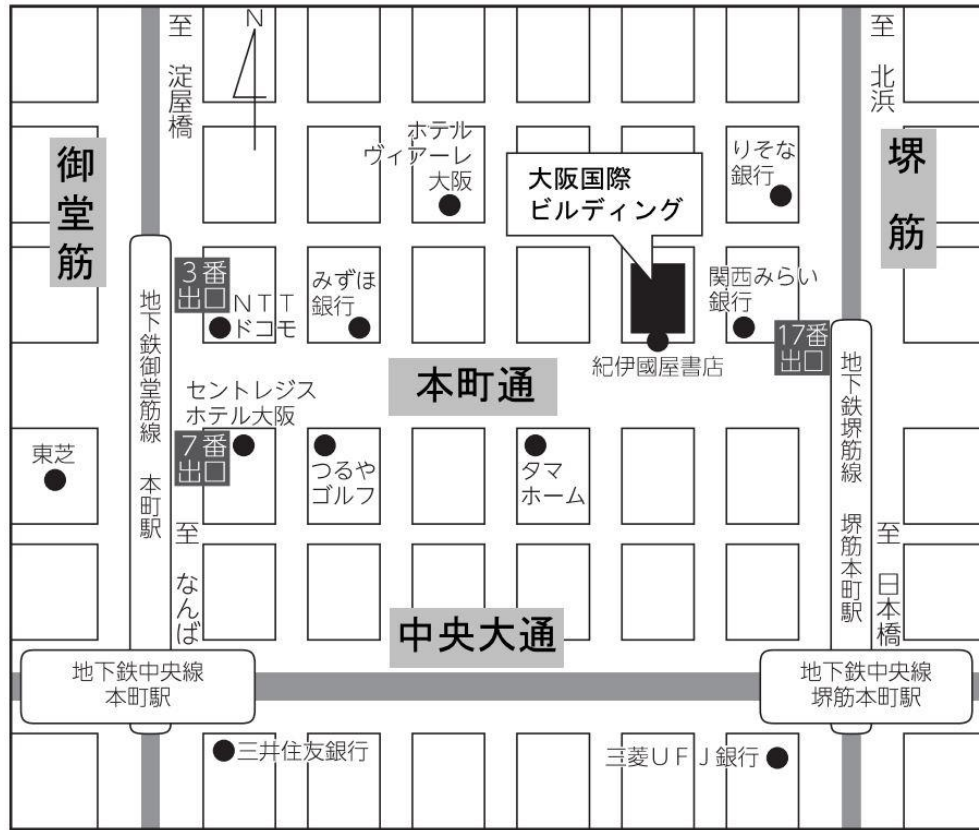 至 淀屋橋
N
至 北浜
御堂筋
ホテル
ヴィアーレ
大阪
大阪国際
ビルディング
りそな
銀行
堺筋
3番
出口
NTT
ドコモ
みずほ
銀行
関西みらい
銀行
17番
出口
紀伊國屋書店
地下鉄御堂筋線 本町駅
本町通
地下鉄堺筋線 堺筋本町駅
セントレジス
ホテル大阪
7番
出口
東芝
つるや
ゴルフ
タマ
ホーム
至 なんば
至 日本橋
中央大通
地下鉄中央線
本町駅
地下鉄中央線
堺筋本町駅
三井住友銀行
三菱UFJ銀行